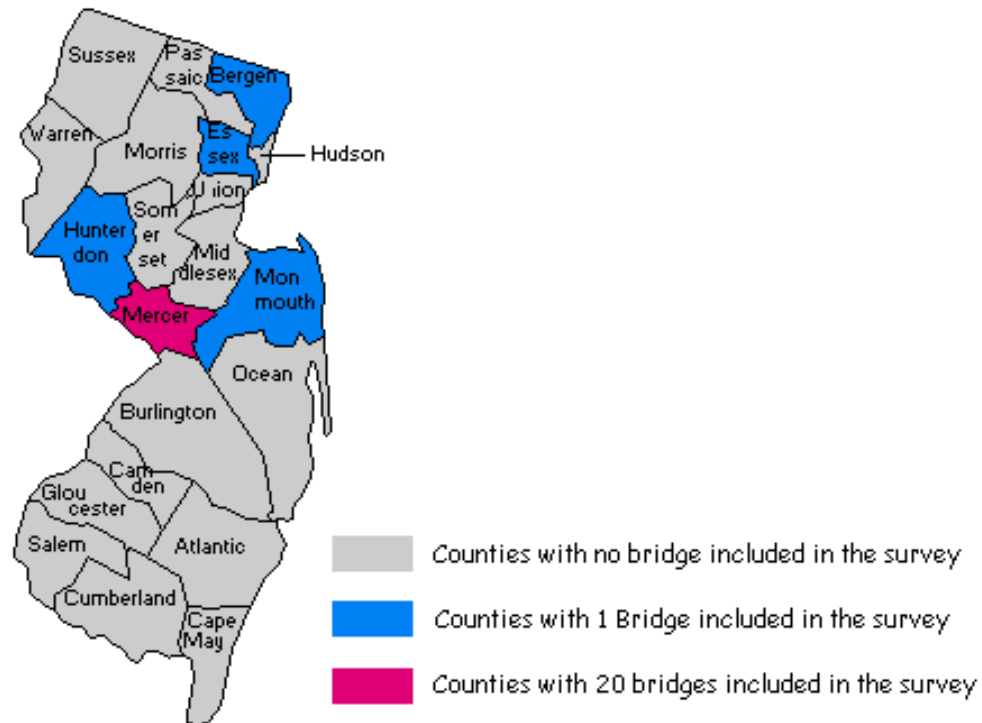 Sussex
Pas
saic
Bergen
Warren
Morris
Es
sex
Hudson
Union
Hunter
don
Som
er
set
Mid
dlesex
Mon
mouth
Mercer
Ocean
Burlington
Cam
den
Glou
cester
Salem
Atlantic
Cumberland
Cape
May
Counties with no bridge included in the survey
Counties with 1 Bridge included in the survey
Counties with 20 bridges included in the survey